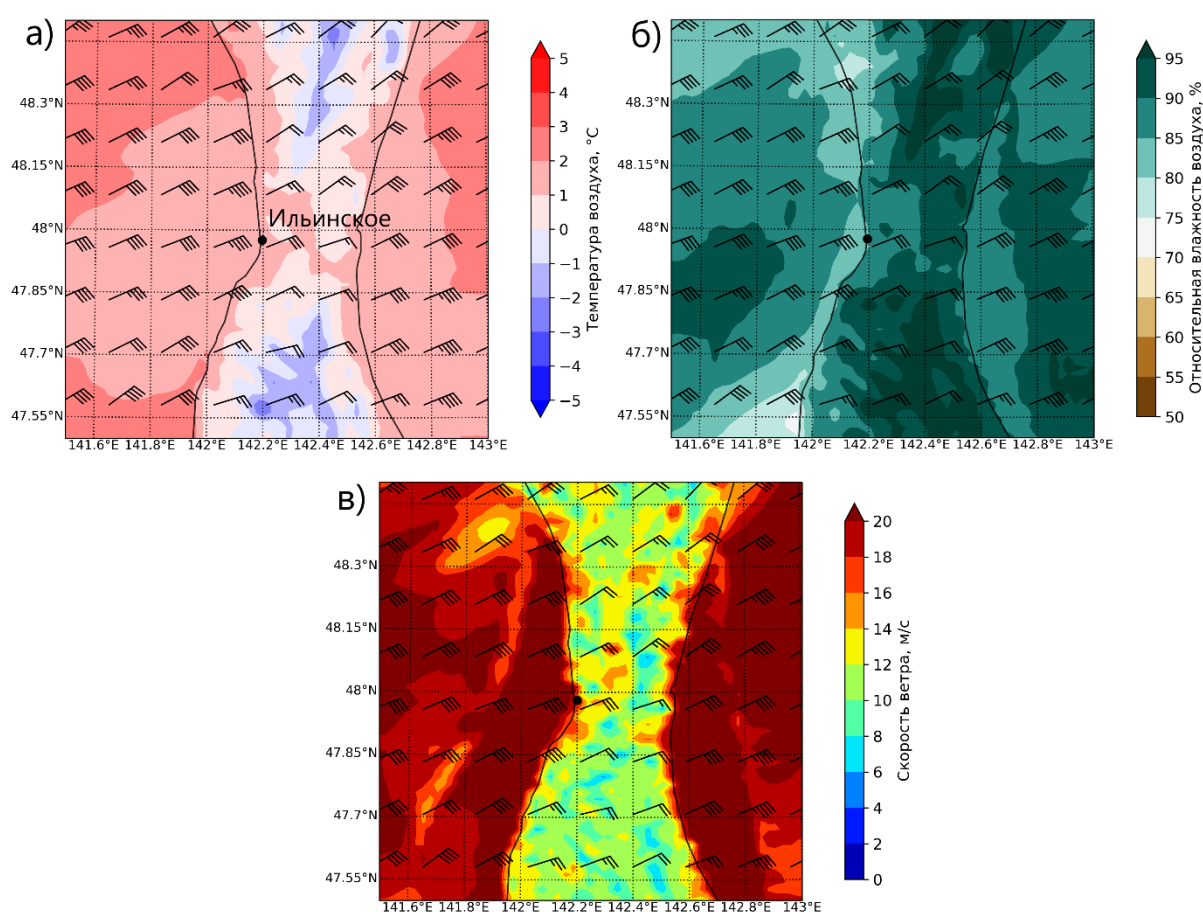 а)
48.3°N
48.15°N
48°N
47.85°N
47.7°N
47.55°N
141.6°E 141.8°E 142°E 142.2°E 142.4°E 142.6°E 142.8°E 143°E
Ильинское
5
4
3
2
1
0
−1
−2
−3
−4
−5
Температура воздуха, °C
б)
48.3°N
48.15°N
48°N
47.85°N
47.7°N
47.55°N
141.6°E 141.8°E 142°E 142.2°E 142.4°E 142.6°E 142.8°E 143°E
95
90
85
80
75
70
65
60
55
50
Относительная влажность воздуха, %
в)
48.3°N
48.15°N
48°N
47.85°N
47.7°N
47.55°N
141.6°E 141.8°E 142°E 142.2°E 142.4°E 142.6°E 142.8°E 143°E
20
18
16
14
12
10
8
6
4
2
0
Скорость ветра, м/с